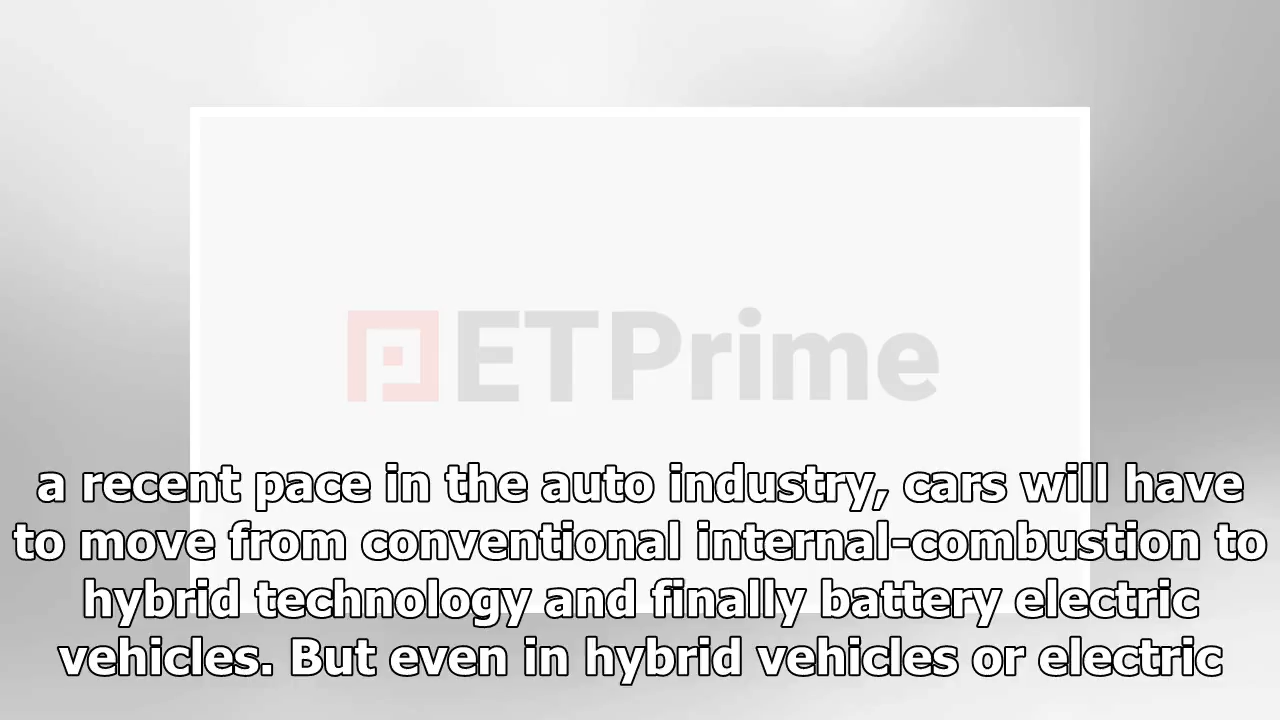 ETPrime
a recent pace in the auto industry, cars will have
to move from conventional internal-combustion to
hybrid technology and finally battery electric
vehicles. But even in hybrid vehicles or electric